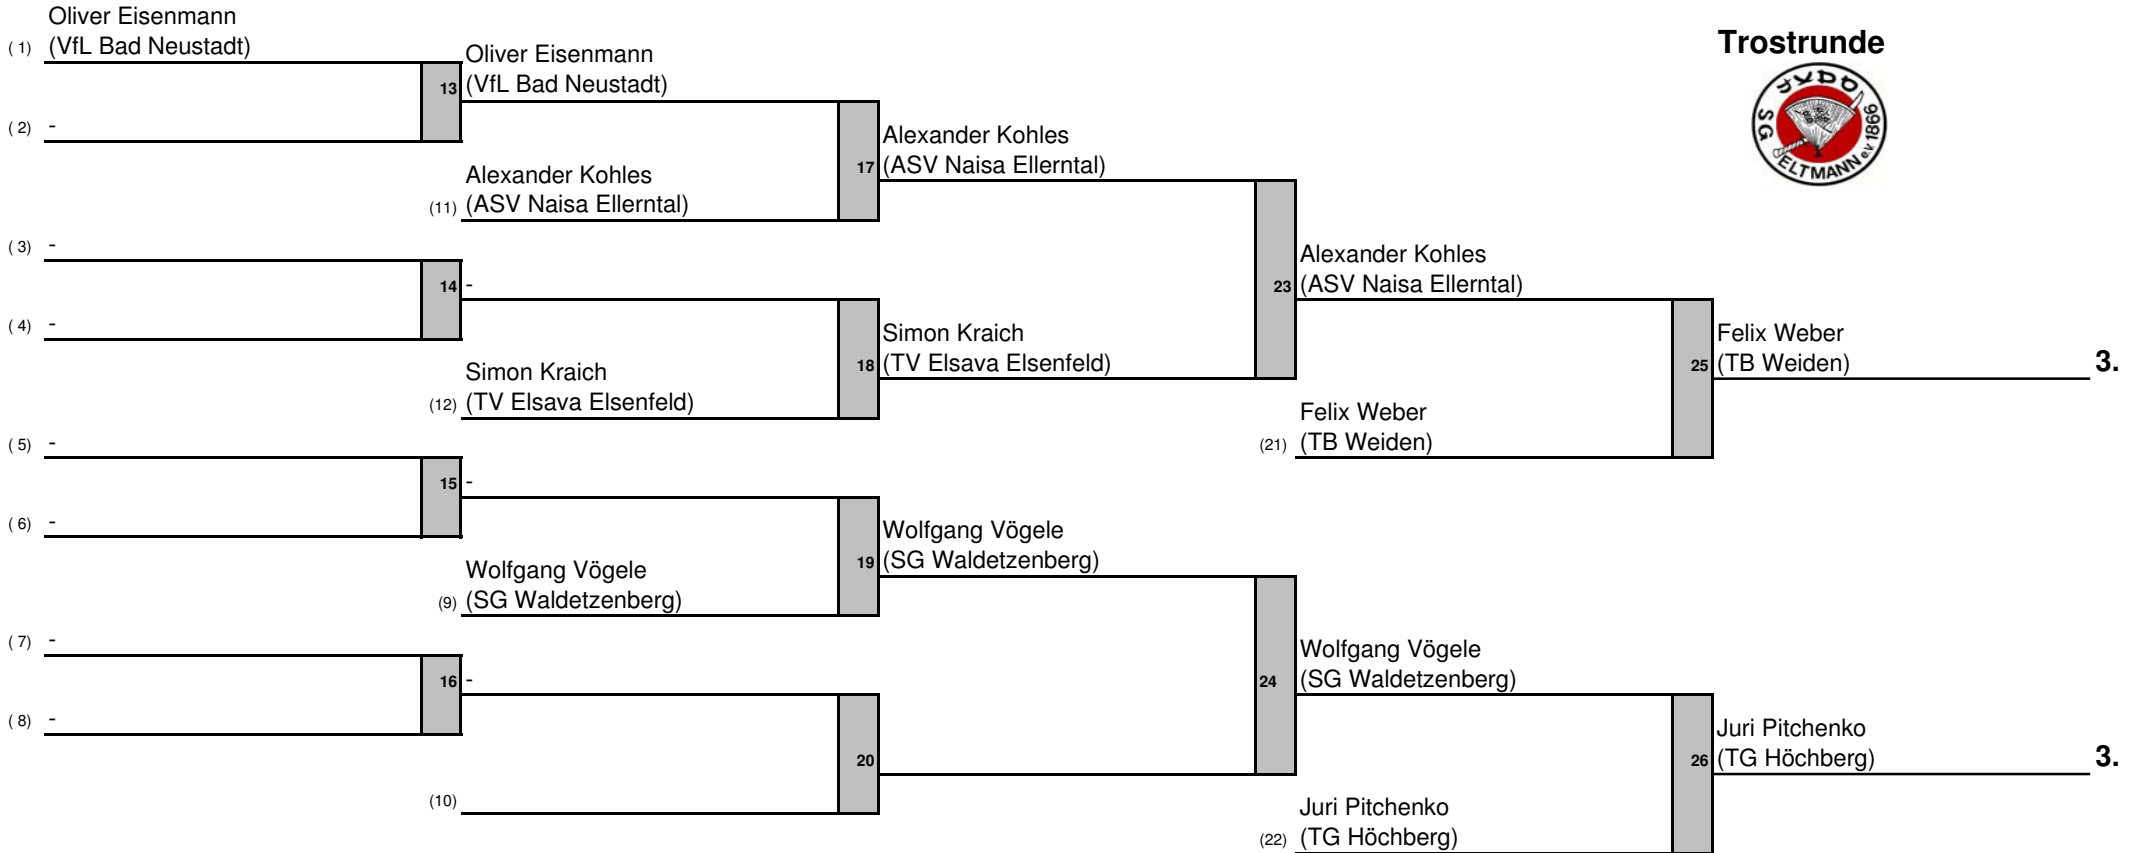 Trostrunde
JUDO
SG ELTMANN e.V. 1866
Oliver Eisenmann
( 1) (VfL Bad Neustadt)
( 2) -
13
Oliver Eisenmann
(VfL Bad Neustadt)
Alexander Kohles
(11) (ASV Naisa Ellerntal)
17
Alexander Kohles
(ASV Naisa Ellerntal)
( 3) -
( 4) -
14 -
Simon Kraich
(12) (TV Elsava Elsenfeld)
18
Simon Kraich
(TV Elsava Elsenfeld)
23
Alexander Kohles
(ASV Naisa Ellerntal)
Felix Weber
(21) (TB Weiden)
25
Felix Weber
(TB Weiden)
3.
( 5) -
( 6) -
15 -
Wolfgang Vögele
(9) (SG Waldetzenberg)
19
Wolfgang Vögele
(SG Waldetzenberg)
( 7) -
( 8) -
16 -
(10)
20
24
Wolfgang Vögele
(SG Waldetzenberg)
Juri Pitchenko
(22) (TG Höchberg)
26
Juri Pitchenko
(TG Höchberg)
3.